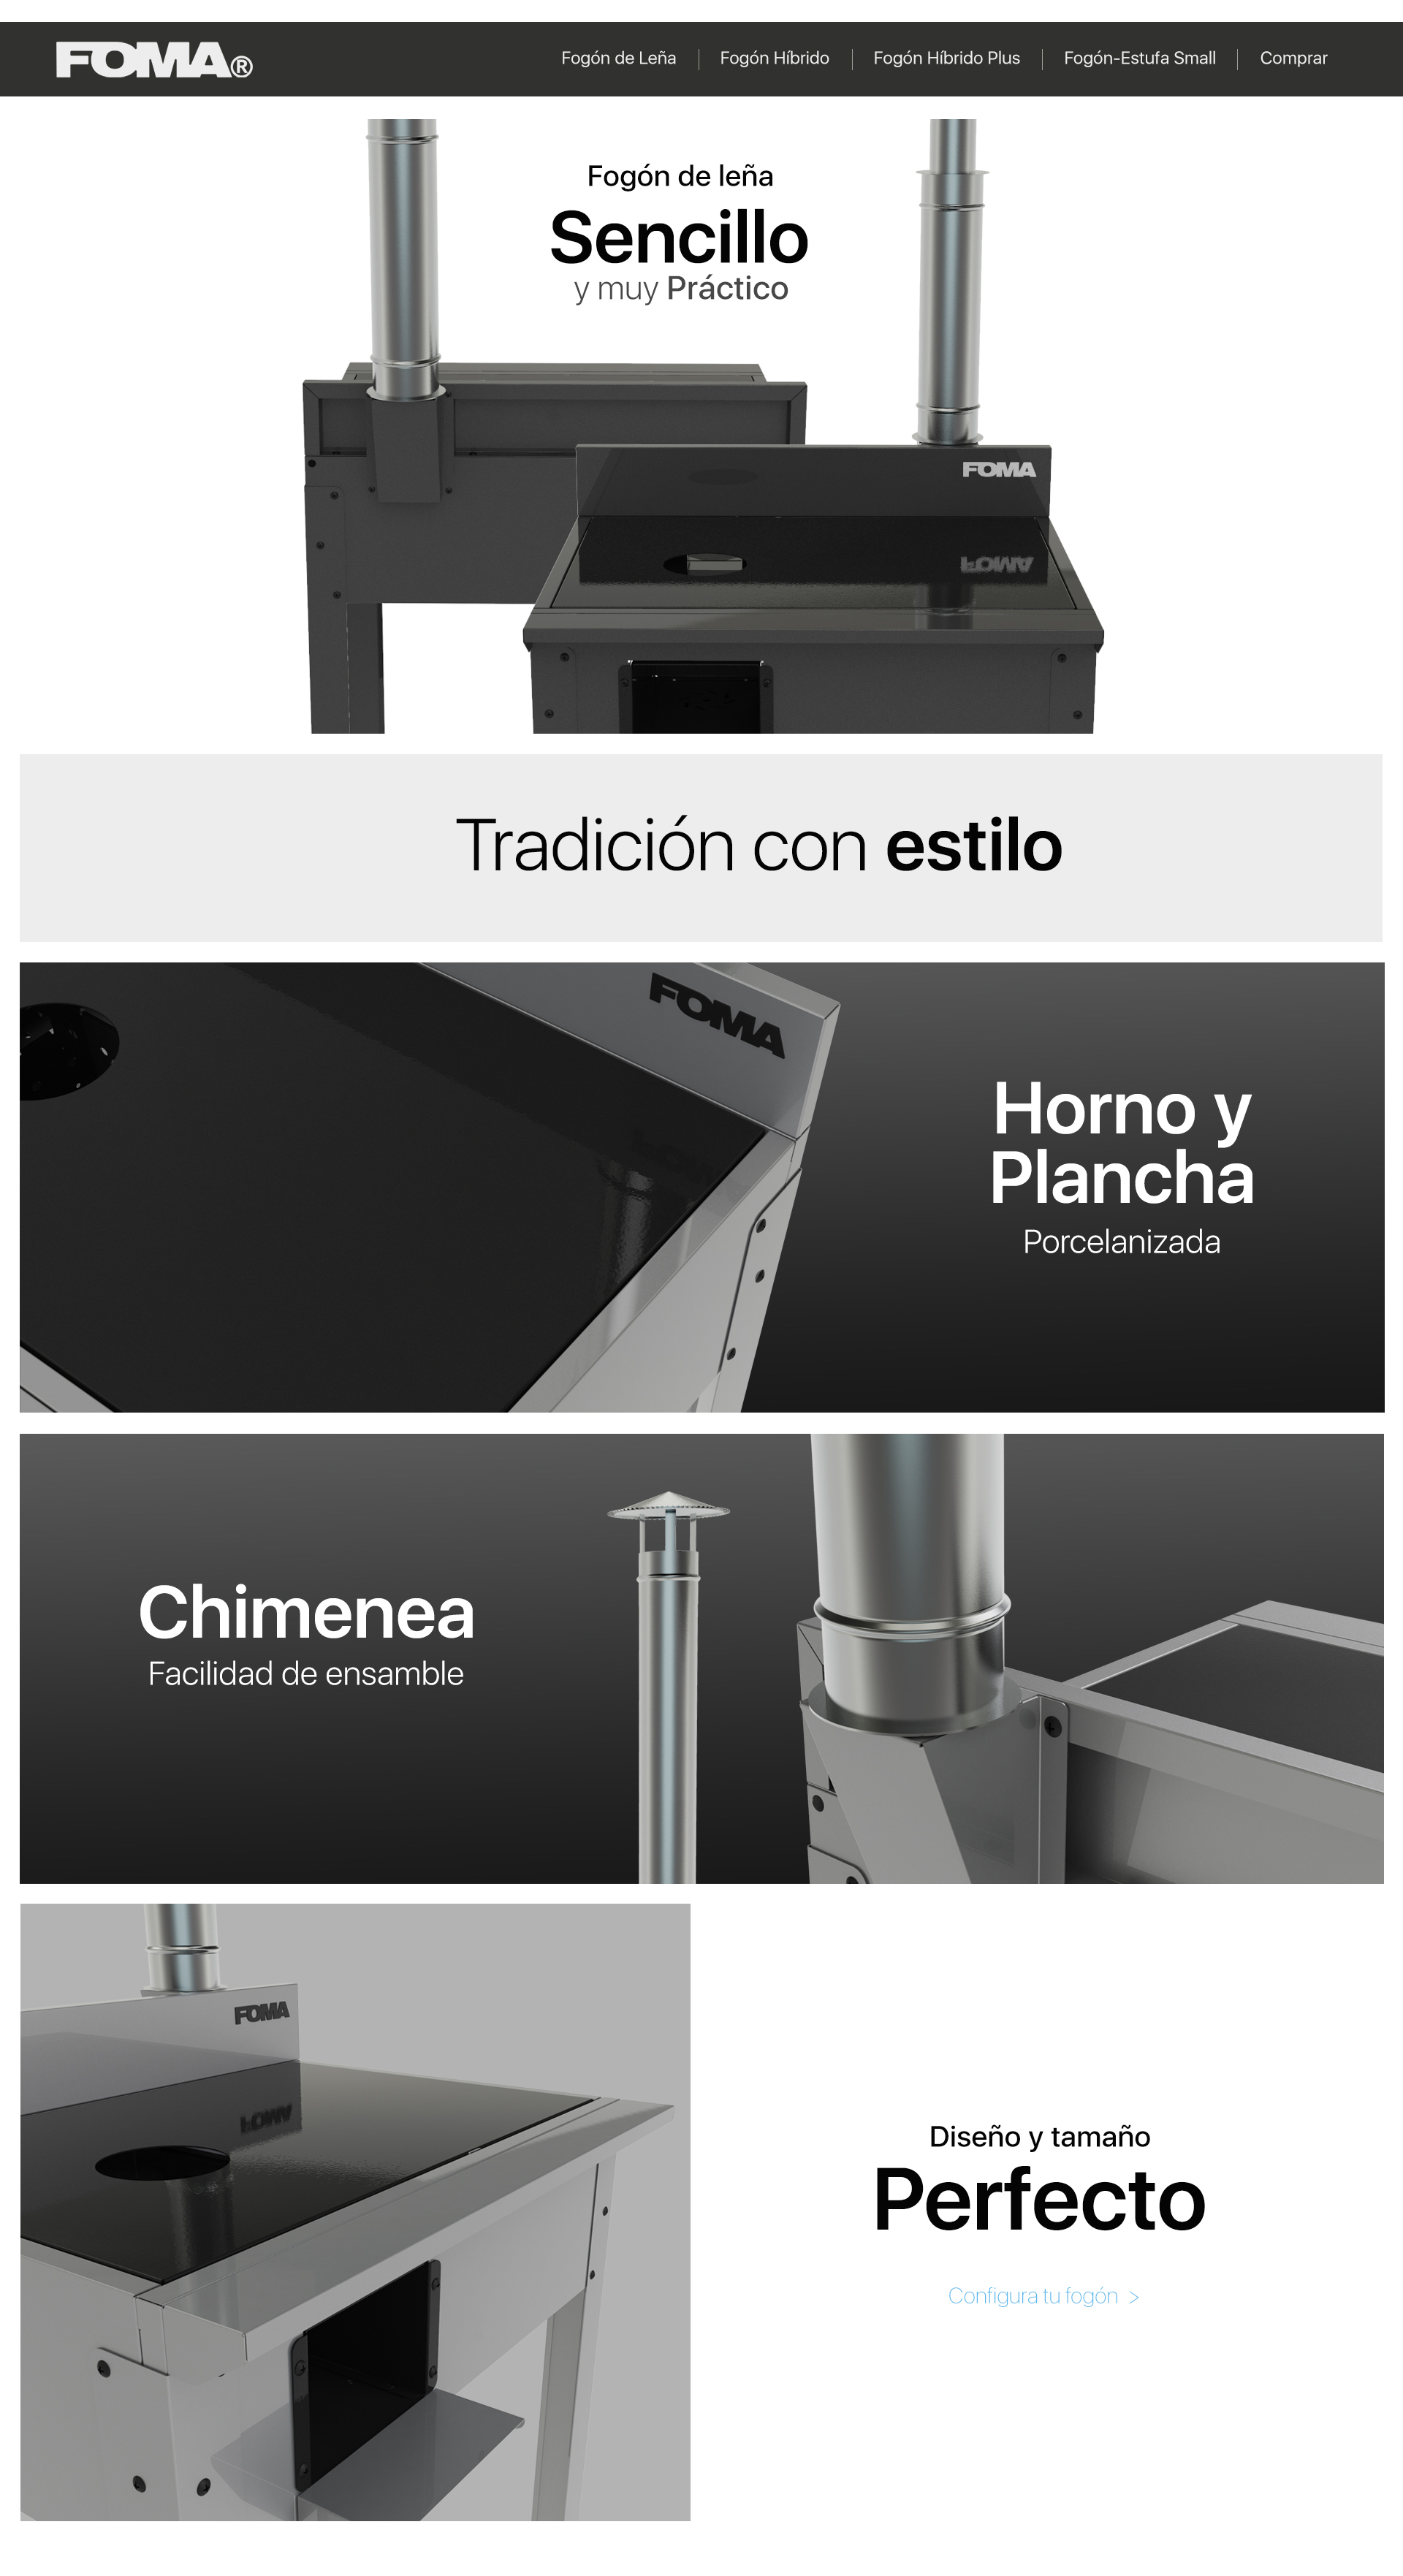 FOMA®
Fogón de Leña
Fogón Híbrido
Fogón Híbrido Plus
Fogón-Estufa Small
Comprar
Fogón de leña
Sencillo
y muy Práctico
FOMA
FOMA
Tradición con estilo
FOMA
Horno y
Plancha
Porcelanizada
Chimenea
Facilidad de ensamble
FOMA
FOMA
Diseño y tamaño
Perfecto
Configura tu fogón >